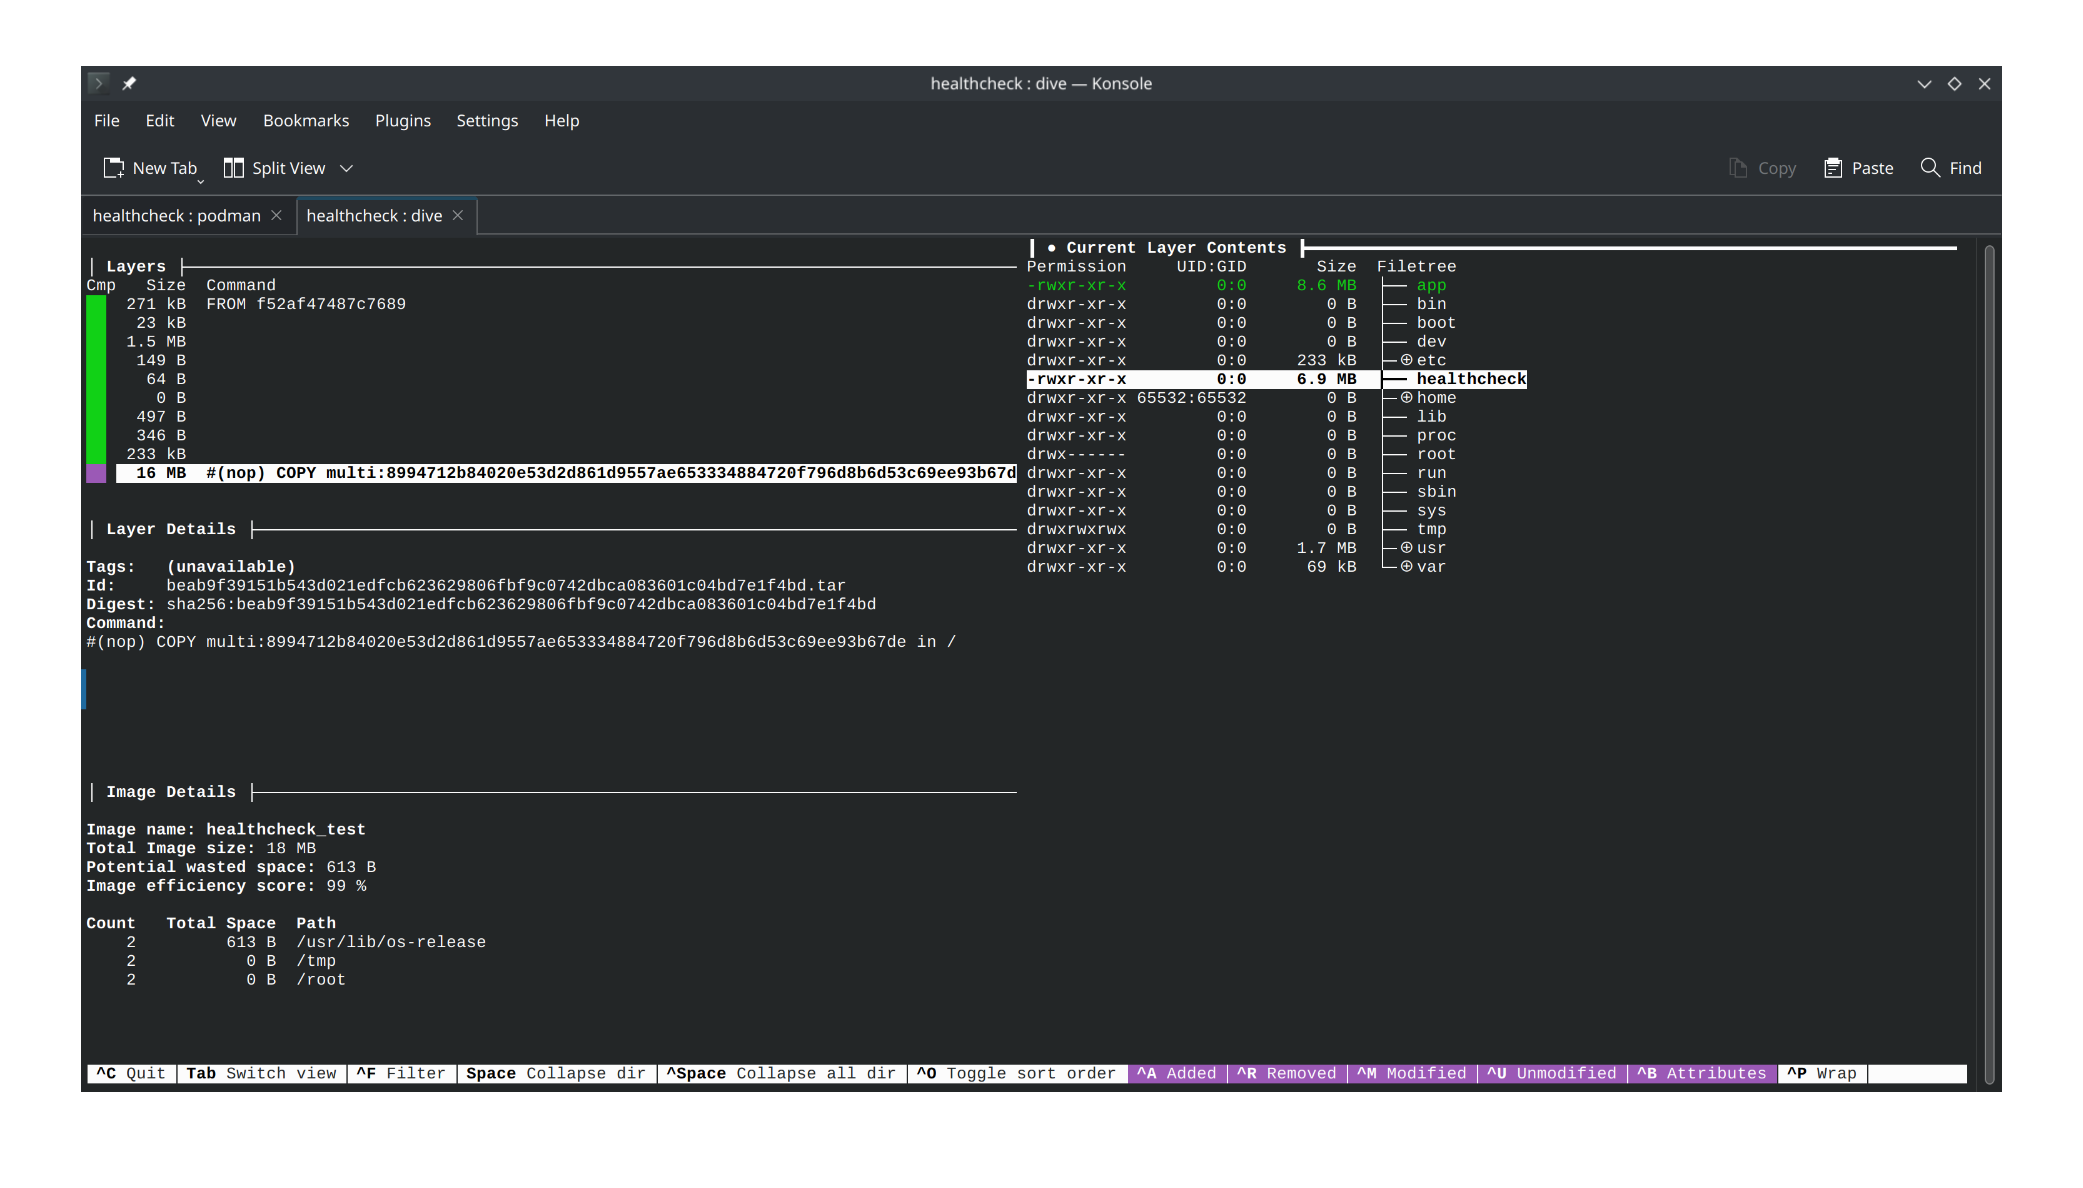 healthcheck : dive — Konsole
File Edit View Bookmarks Plugins Settings Help
New Tab Split View Copy Paste Find
healthcheck : podman healthcheck : dive
│ Layers ├
Cmp Size Command
271 kB FROM f52af47487c7689
23 kB
1.5 MB
149 B
64 B
0 B
497 B
346 B
233 kB
16 MB #(nop) COPY multi:8994712b84020e53d2d861d9557ae653334884720f796d8b6d53c69ee93b67d
│ Layer Details ├
Tags: (unavailable)
Id: beab9f39151b543d021edfcb623629806fbf9c0742dbca083601c04bd7e1f4bd.tar
Digest: sha256:beab9f39151b543d021edfcb623629806fbf9c0742dbca083601c04bd7e1f4bd
Command:
#(nop) COPY multi:8994712b84020e53d2d861d9557ae653334884720f796d8b6d53c69ee93b67de in /
│ Image Details ├
Image name: healthcheck_test
Total Image size: 18 MB
Potential wasted space: 613 B
Image efficiency score: 99 %
Count Total Space Path
2 613 B /usr/lib/os-release
2 0 B /tmp
2 0 B /root
┃ ● Current Layer Contents ┣
Permission UID:GID Size Filetree
-rwxr-xr-x 0:0 8.6 MB ├── app
drwxr-xr-x 0:0 0 B ├── bin
drwxr-xr-x 0:0 0 B ├── boot
drwxr-xr-x 0:0 0 B ├── dev
drwxr-xr-x 0:0 233 kB ├─⊕ etc
-rwxr-xr-x 0:0 6.9 MB ├── healthcheck
drwxr-xr-x 65532:65532 0 B ├─⊕ home
drwxr-xr-x 0:0 0 B ├── lib
drwxr-xr-x 0:0 0 B ├── proc
drwx------ 0:0 0 B ├── root
drwxr-xr-x 0:0 0 B ├── run
drwxr-xr-x 0:0 0 B ├── sbin
drwxr-xr-x 0:0 0 B ├── sys
drwxrwxrwx 0:0 0 B ├── tmp
drwxr-xr-x 0:0 1.7 MB ├─⊕ usr
drwxr-xr-x 0:0 69 kB └─⊕ var
^C Quit │ Tab Switch view │ ^F Filter │ Space Collapse dir │ ^Space Collapse all dir │ ^O Toggle sort order ^A Added │ ^R Removed │ ^M Modified │ ^U Unmodified │ ^B Attributes │ ^P Wrap │